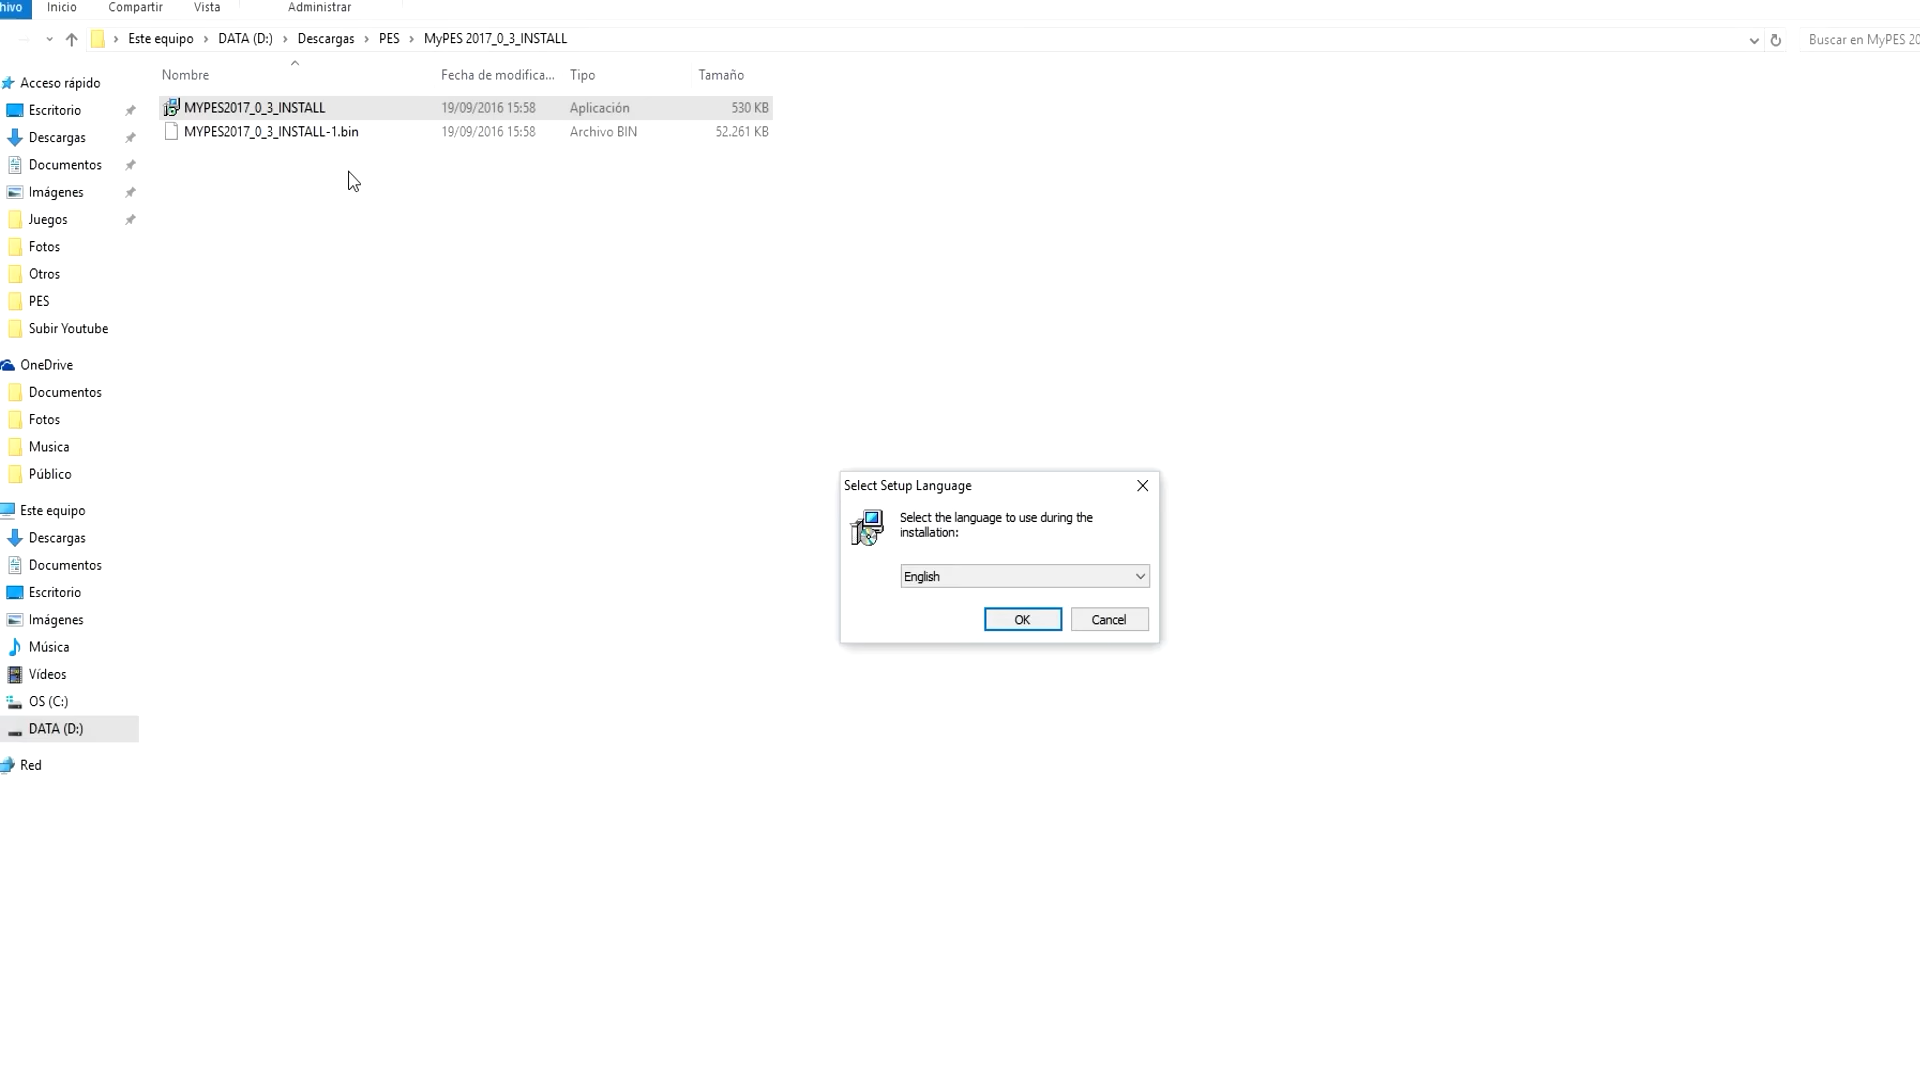 hivo Inicio Compartir Vista Administrar
Este equipo > DATA (D:) > Descargas > PES > MyPES 2017_0_3_INSTALL
Buscar en MyPES 20
Nombre Fecha de modifica... Tipo Tamaño
MYPES2017_0_3_INSTALL 19/09/2016 15:58 Aplicación 530 KB
MYPES2017_0_3_INSTALL-1.bin 19/09/2016 15:58 Archivo BIN 52.261 KB
Acceso rápido
Escritorio
Descargas
Documentos
Imágenes
Juegos
Fotos
Otros
PES
Subir Youtube
OneDrive
Documentos
Fotos
Musica
Público
Este equipo
Descargas
Documentos
Escritorio
Imágenes
Música
Vídeos
OS (C:)
DATA (D:)
Red
Select Setup Language
Select the language to use during the
installation:
English
OK Cancel